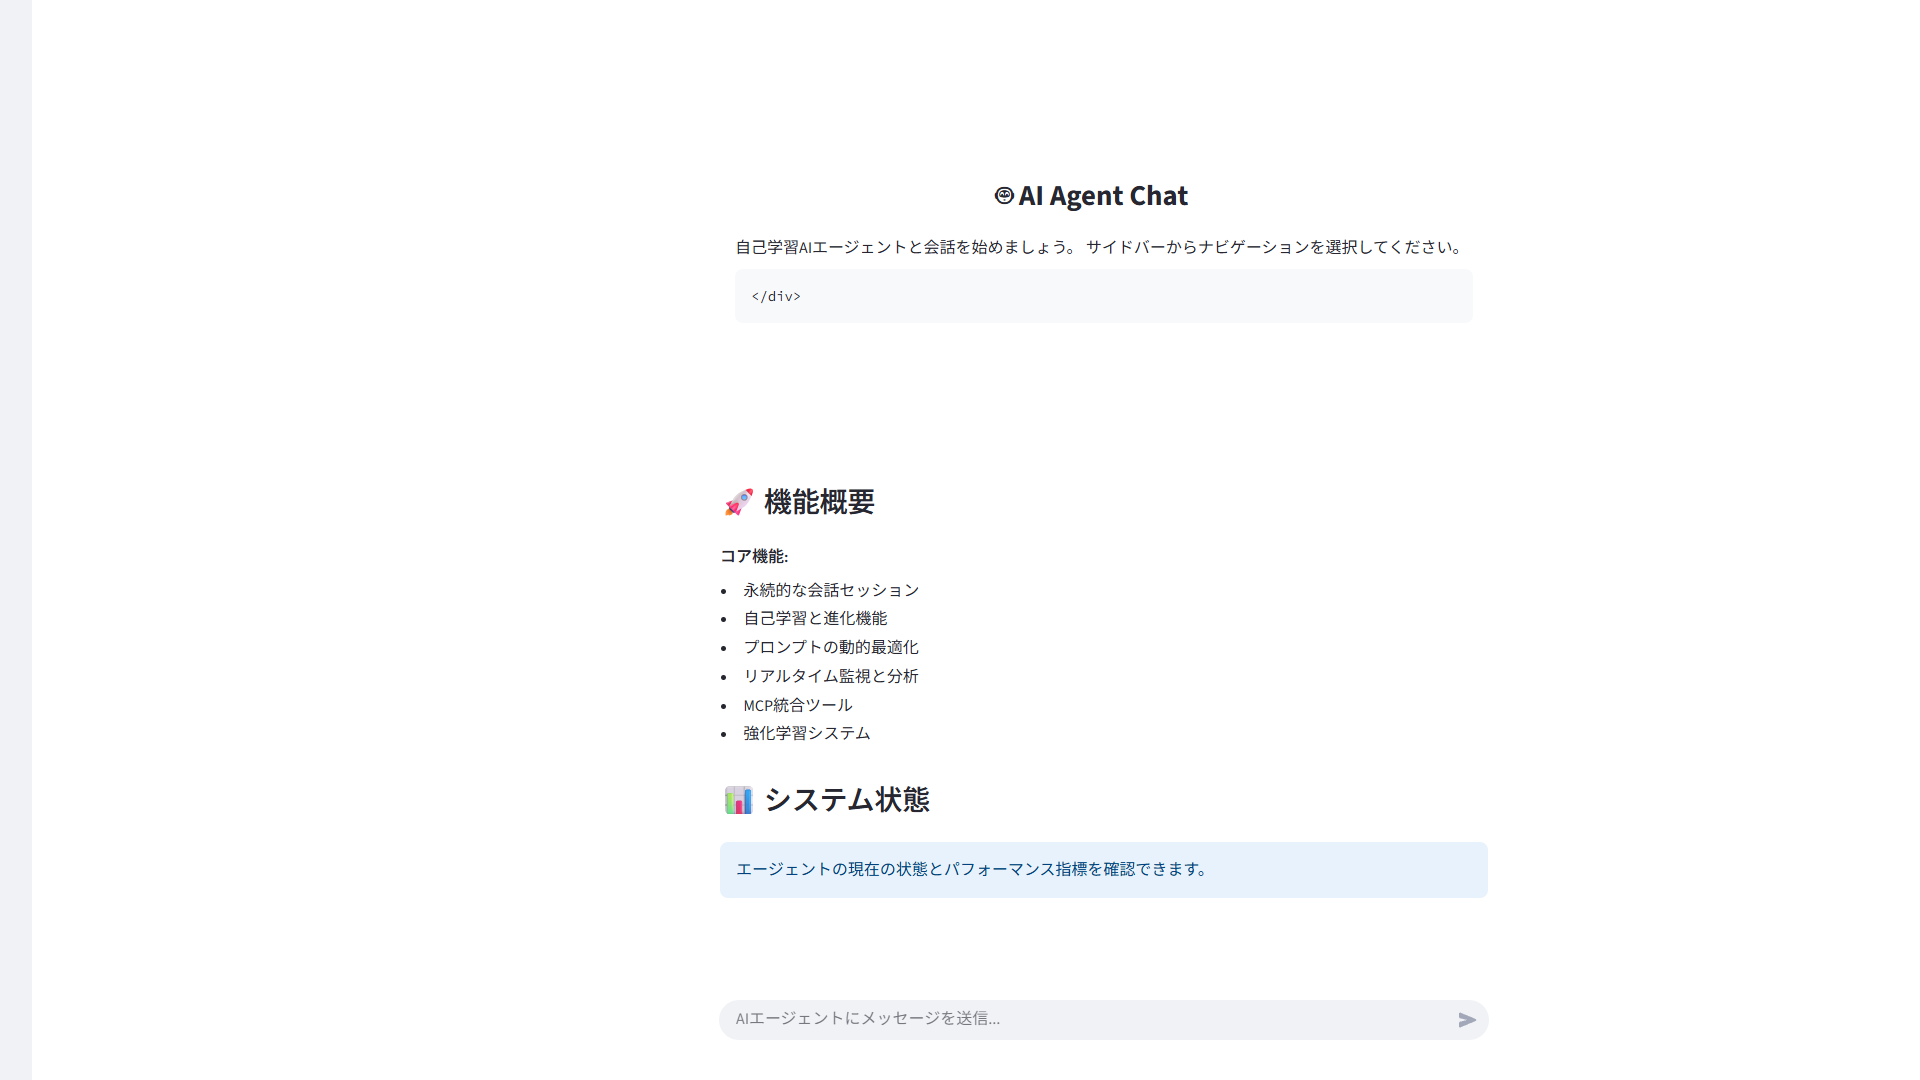 AI Agent Chat
自己学習AIエージェントと会話を始めましょう。 サイドバーからナビゲーションを選択してください。
</div>
機能概要
コア機能:
永続的な会話セッション
自己学習と進化機能
プロンプトの動的最適化
リアルタイム監視と分析
MCP統合ツール
強化学習システム
システム状態
エージェントの現在の状態とパフォーマンス指標を確認できます。
AIエージェントにメッセージを送信...